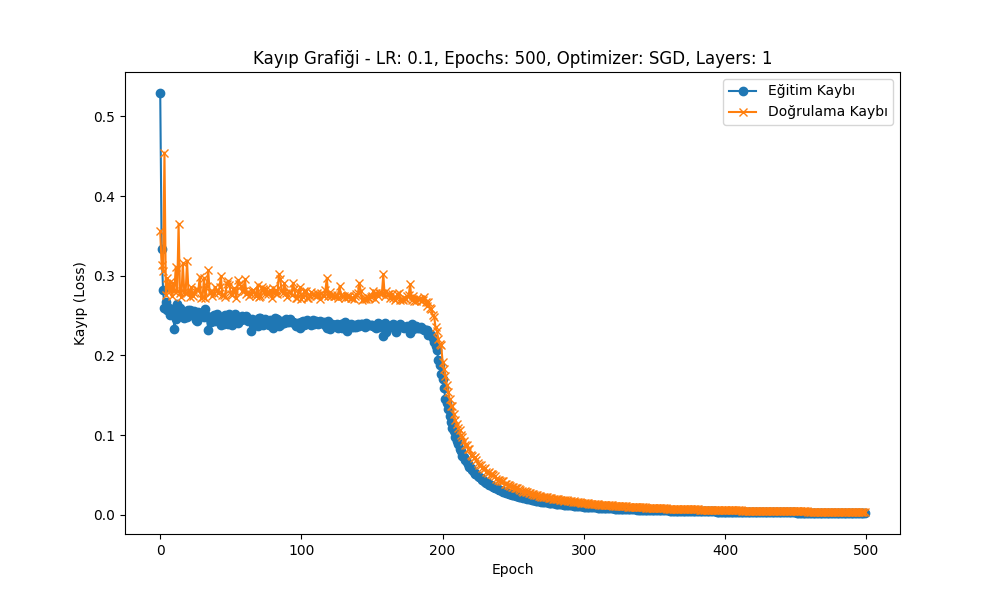 Kayıp Grafiği - LR: 0.1, Epochs: 500, Optimizer: SGD, Layers: 1
Eğitim Kaybı
Doğrulama Kaybı
Kayıp (Loss)
0.5
0.4
0.3
0.2
0.1
0.0
0 100 200 300 400 500
Epoch